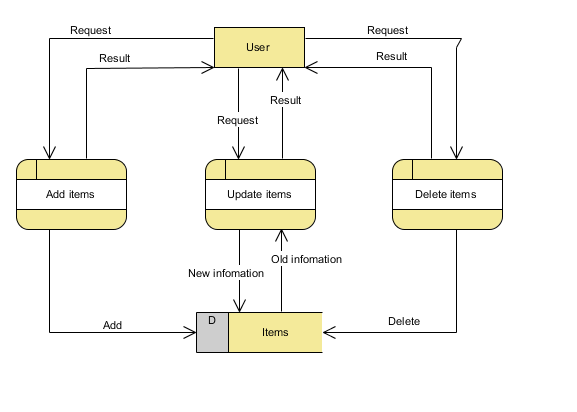 Request
Request
User
Result
Result
Result
Request
Add items
Update items
Delete items
Old infomation
New infomation
D
Add
Items
Delete